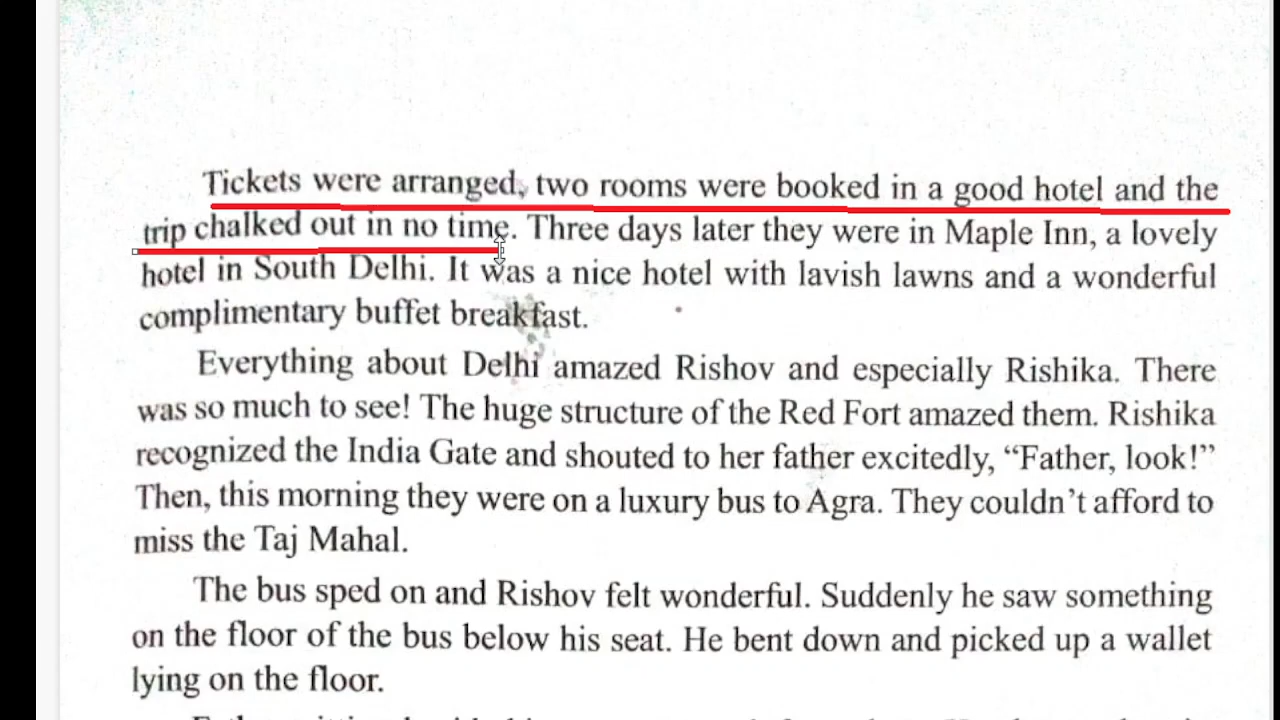 Tickets were arranged, two rooms were booked in a good hotel and the
trip chalked out in no time. Three days later they were in Maple Inn, a lovely
hotel in South Delhi. It was a nice hotel with lavish lawns and a wonderful
complimentary buffet breakfast.
Everything about Delhi amazed Rishov and especially Rishika. There
was so much to see! The huge structure of the Red Fort amazed them. Rishika
recognized the India Gate and shouted to her father excitedly, “Father, look!”
Then, this morning they were on a luxury bus to Agra. They couldn’t afford to
miss the Taj Mahal.
The bus sped on and Rishov felt wonderful. Suddenly he saw something
on the floor of the bus below his seat. He bent down and picked up a wallet
lying on the floor.